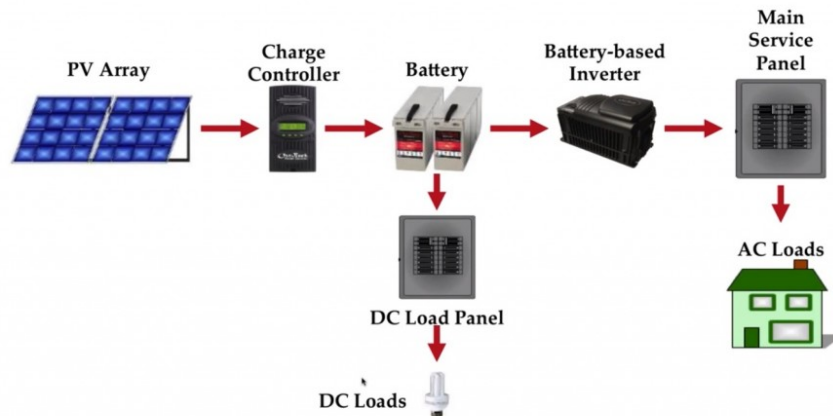 PV Array
Charge
Controller
Battery
Battery-based
Inverter
Main
Service
Panel
DC Load Panel
AC Loads
DC Loads